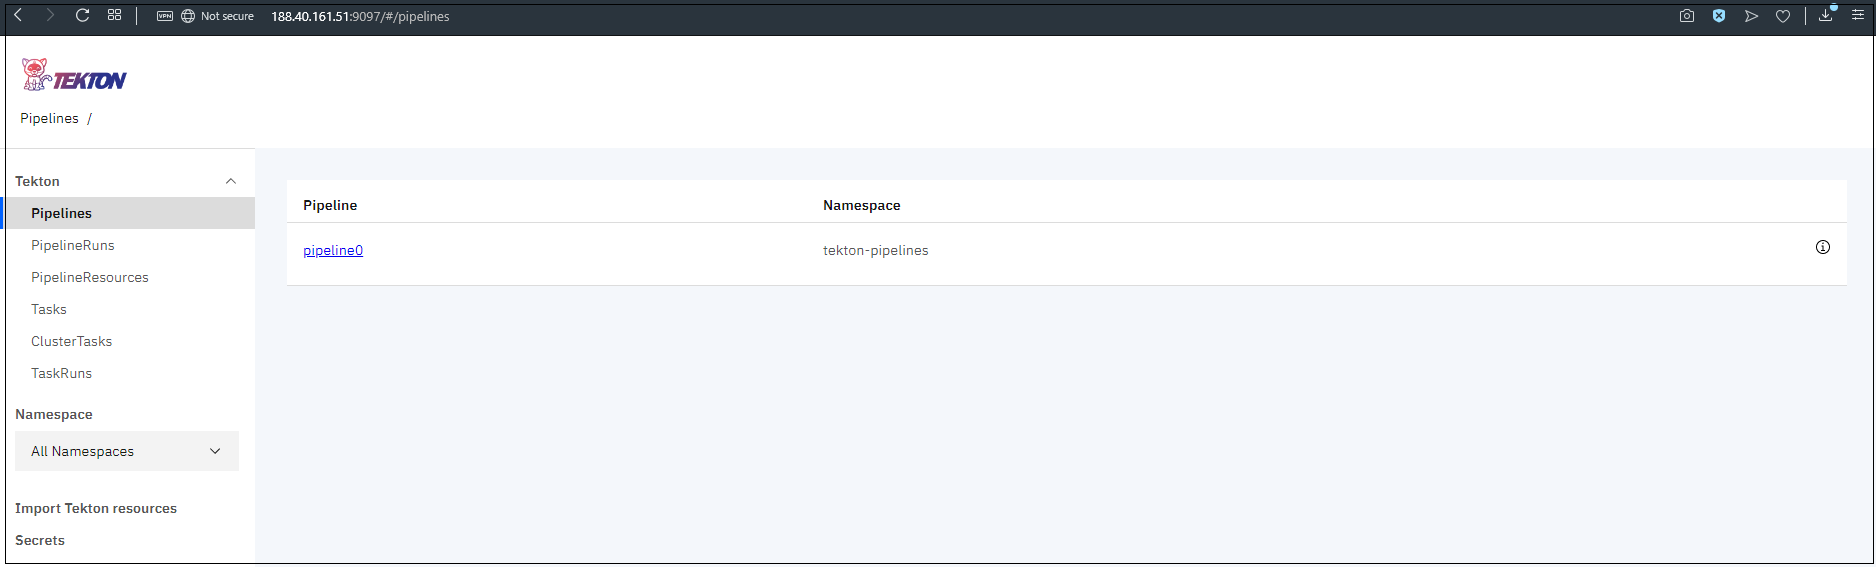 VPN Not secure 188.40.161.51:9097/#/pipelines
TEKTON
Pipelines /
Tekton
Pipelines
PipelineRuns
PipelineResources
Tasks
ClusterTasks
TaskRuns
Namespace
All Namespaces
Import Tekton resources
Secrets
Pipeline Namespace
pipeline0 tekton-pipelines